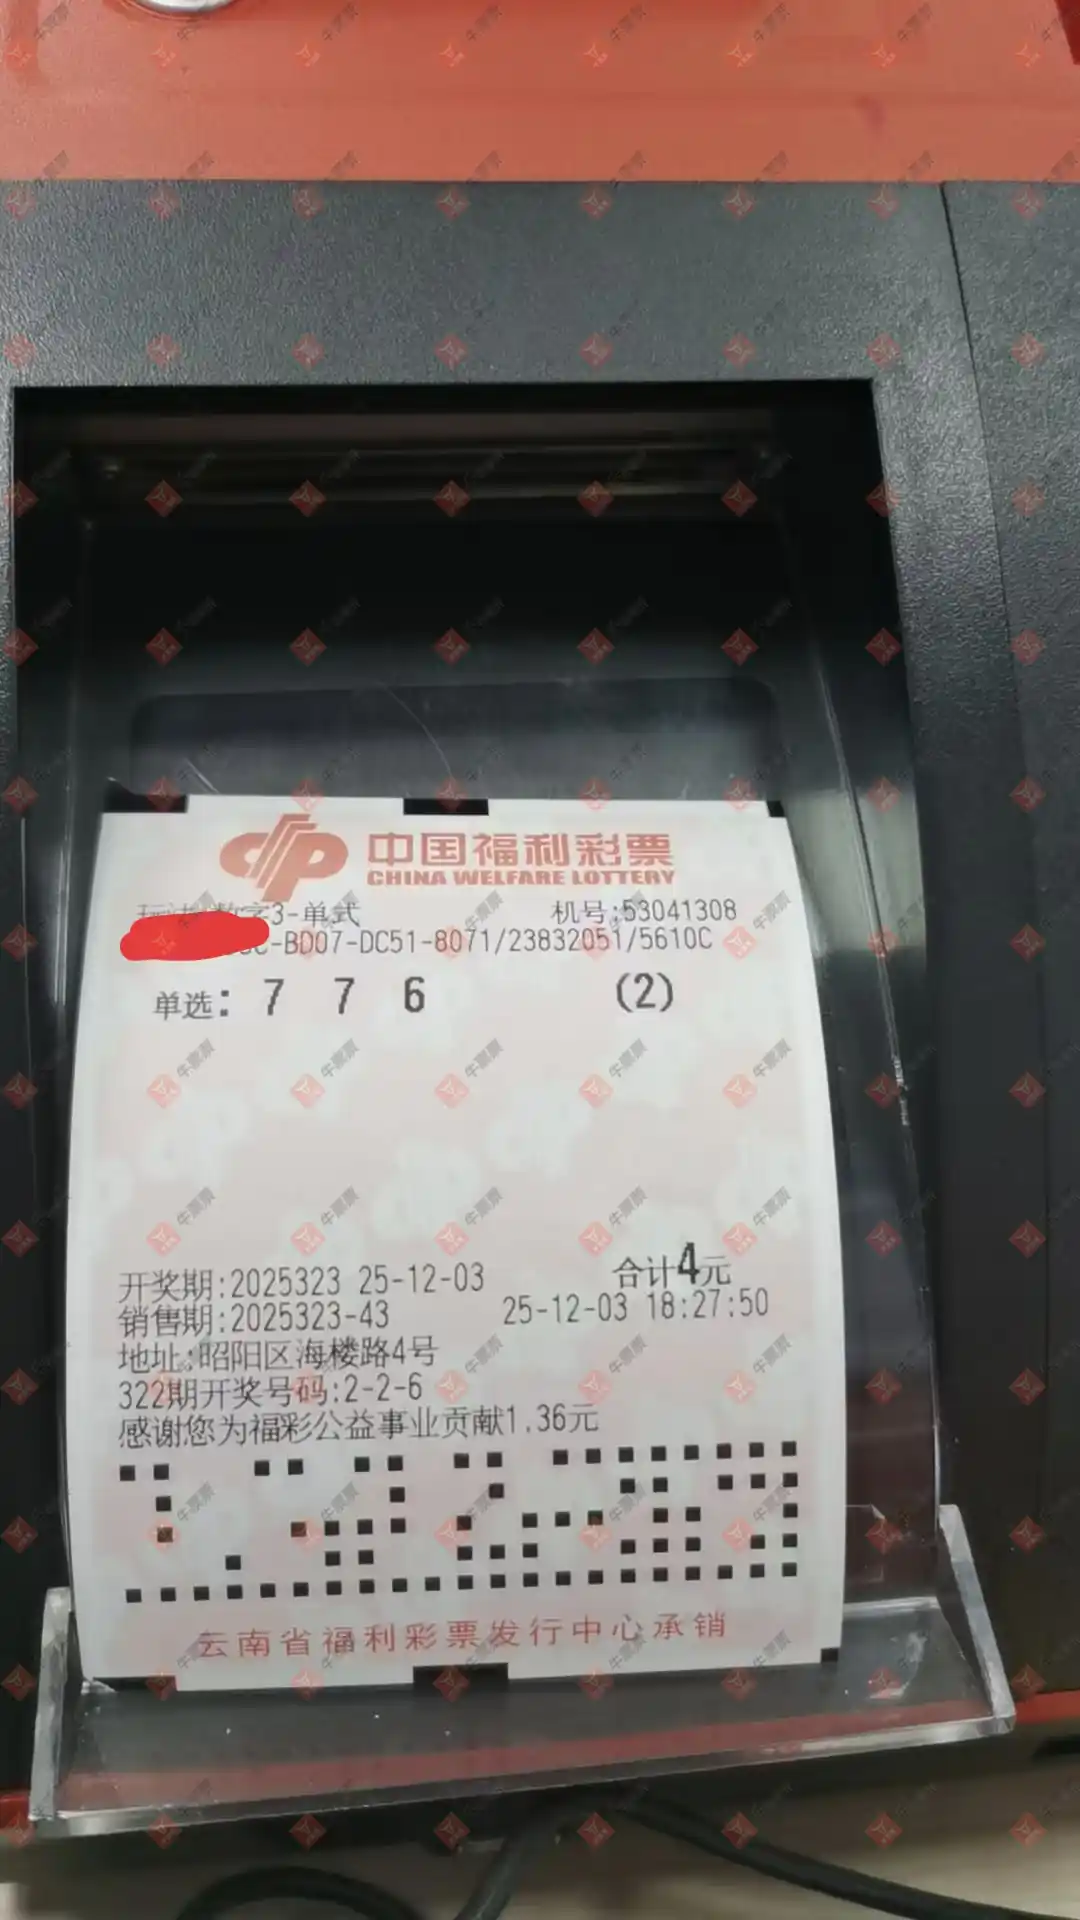 中国福利彩票
CHINA WELFARE LOTTERY
数字3-单式 机号:53041308
C-BD07-DC51-8071/23832051/5610C
单选: 7 7 6 (2)
合计4元
开奖期:2025323 25-12-03
销售期:2025323-43 25-12-03 18:27:50
地址:昭阳区海楼路4号
322期开奖号码:2-2-6
感谢您为福彩公益事业贡献1.36元
云南省福利彩票发行中心承销
牛票票